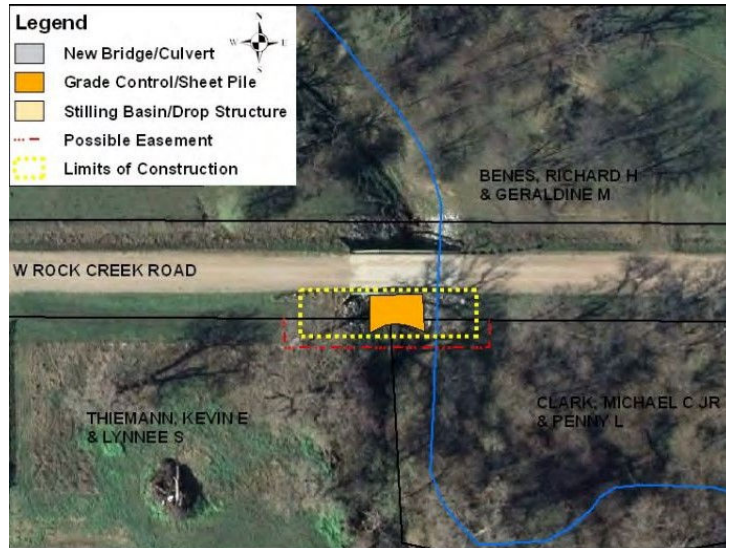 Legend
N
W E
S
New Bridge/Culvert
Grade Control/Sheet Pile
Stilling Basin/Drop Structure
Possible Easement
Limits of Construction
BENES, RICHARD H
& GERALDINE M
W ROCK CREEK ROAD
THIEMANN, KEVIN E
& LYNNEE S
CLARK, MICHAEL C JR
& PENNY L